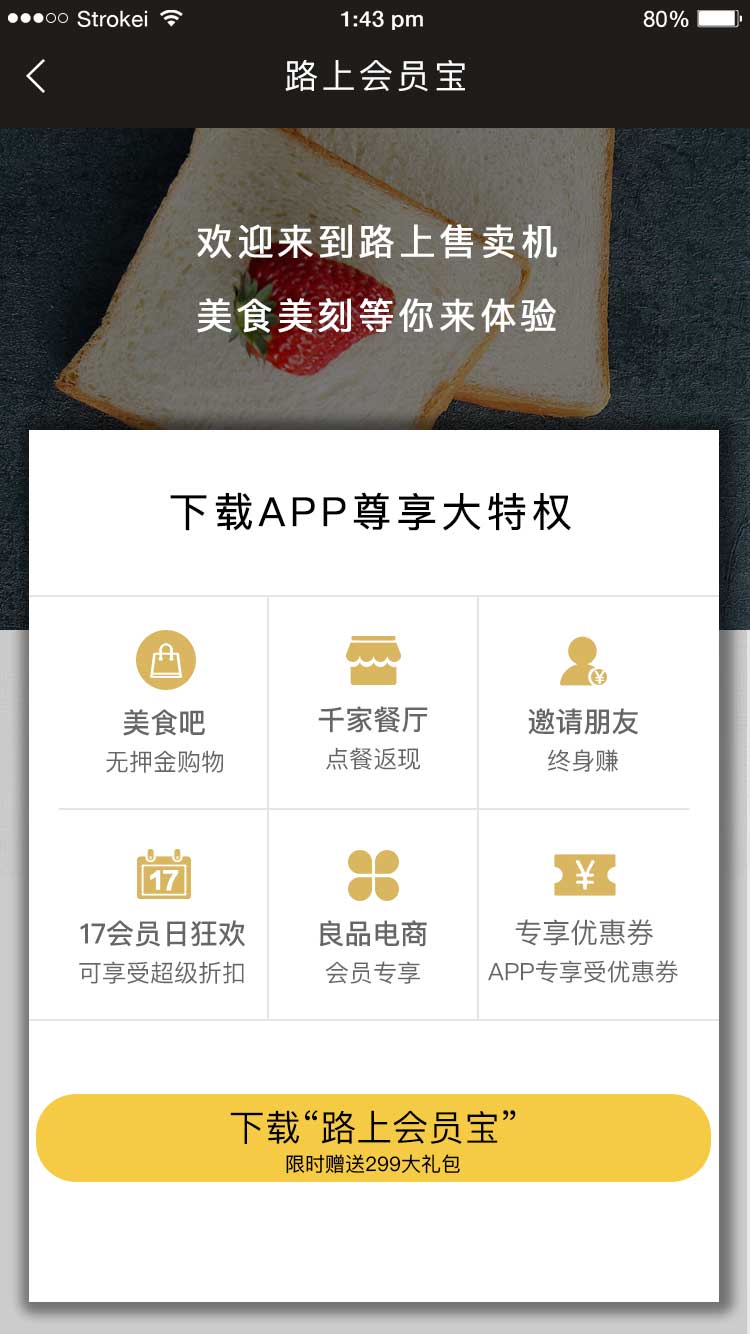 Strokei 1:43 pm 80%
路上会员宝
欢迎来到路上售卖机
美食美刻等你来体验
下载APP尊享大特权
美食吧
无押金购物
千家餐厅
点餐返现
邀请朋友
终身赚
17
17会员日狂欢
可享受超级折扣
良品电商
会员专享
¥
专享优惠券
APP专享受优惠券
下载“路上会员宝”
限时赠送299大礼包